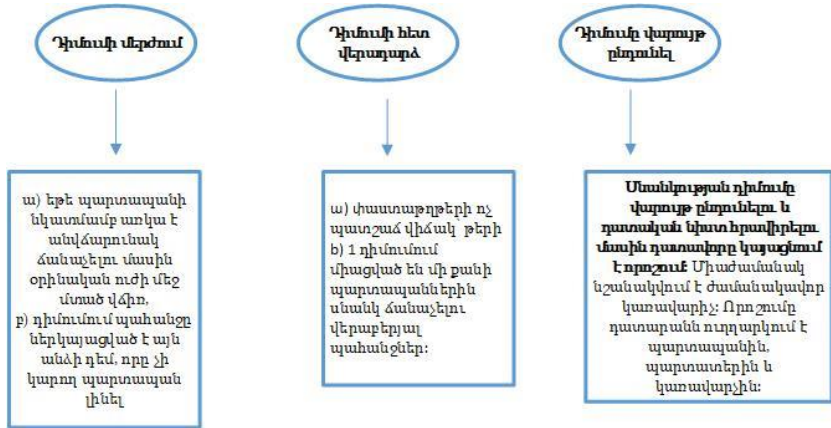 Դիմումի մերժում
Դիմումի հետ
վերադարձ
Դիմումը վարույթ
ընդունել
ա) եթե պարտապանի
նկատմամբ առկա է
անվճարունակ
ճանաչելու մասին
օրինական ուժի մեջ
մտած վճիռ,
բ) դիմումում պահանջը
ներկայացված է այն
անձի դեմ, որը չի
կարող պարտապան
լինել
ա) փաստաթղթերի ոչ
պատշաճ վիճակ՝ թերի
b) 1 դիմումում
միացված են մի քանի
պարտապաններին
սնանկ ճանաչելու
վերաբերյալ
պահանջներ:
Սնանկության դիմումը
վարույթ ընդունելու և
դատական նիստ հրավիրելու
մասին դատավորը կայացնում
է որոշում: Միաժամանակ
նշանակվում է ժամանակավոր
կառավարիչ: Որոշումը
դատարանն ուղարկում է
պարտապանին,
պարտատերին և
կառավարչին: